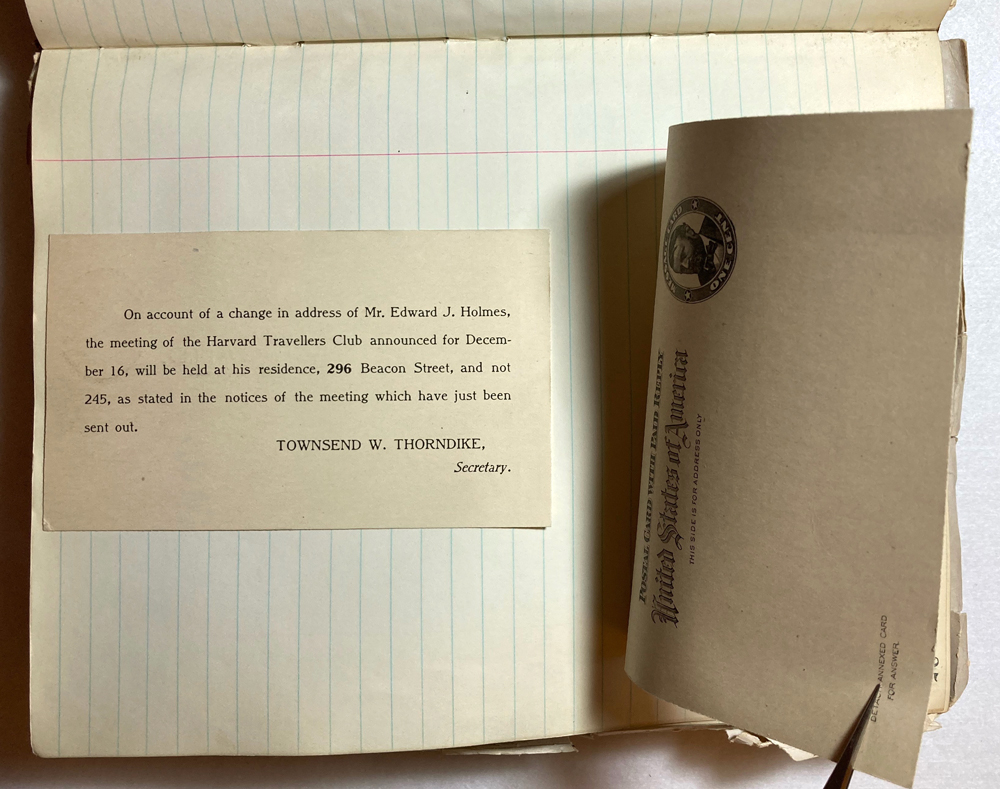 On account of a change in address of Mr. Edward J. Holmes,
the meeting of the Harvard Travellers Club announced for Decem-
ber 16, will be held at his residence, 296 Beacon Street, and not
245, as stated in the notices of the meeting which have just been
sent out.
TOWNSEND W. THORNDIKE,
Secretary.
POSTAL CARD WITH PAID REPLY
United States of America
THIS SIDE IS FOR ADDRESS ONLY
ONE CENT
ANNEXED CARD
FOR ANSWER